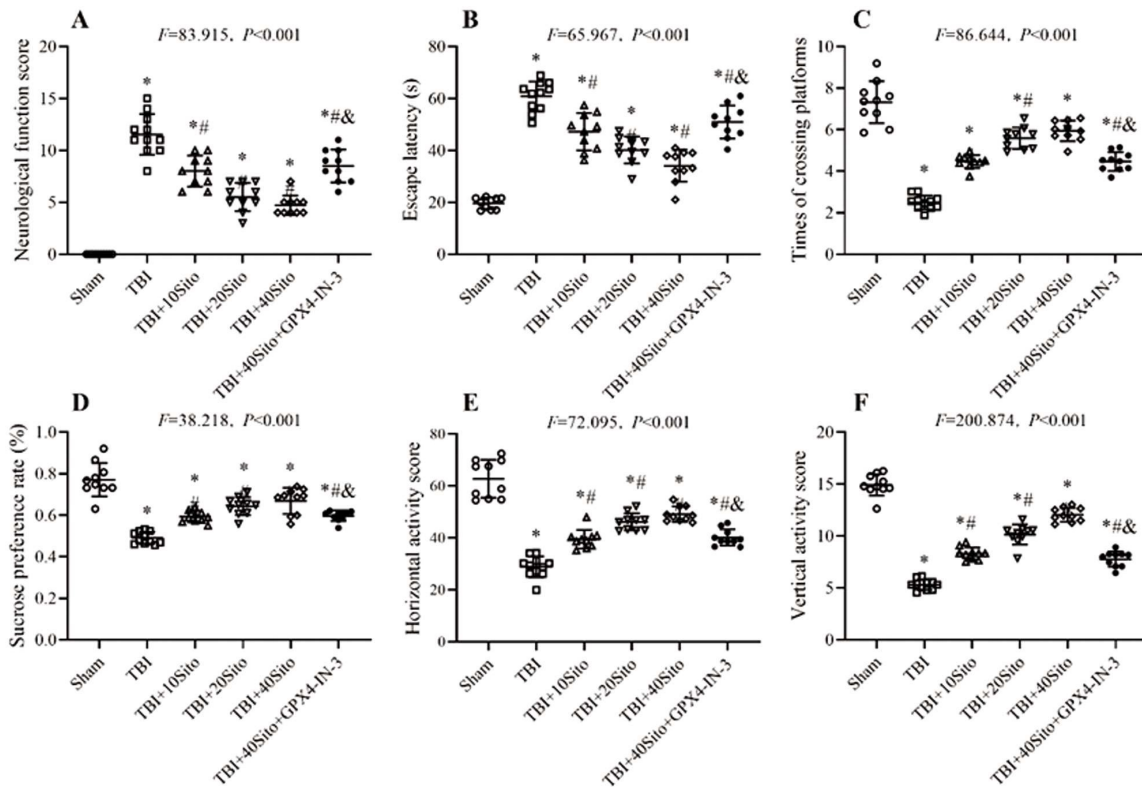 A
F=83.915, P<0.001
Neurological function score
20
15
10
5
0
*
*#
*
#
*
#
*#&
Sham
TBI
TBI+10Sito
TBI+20Sito
TBI+40Sito
TBI+40Sito+GPX4-IN-3
B
F=65.967, P<0.001
Escape latency (s)
80
60
40
20
0
*
*#
*
#
*#
*#&
Sham
TBI
TBI+10Sito
TBI+20Sito
TBI+40Sito
TBI+40Sito+GPX4-IN-3
C
F=86.644, P<0.001
Times of crossing platforms
10
8
6
4
2
0
*
*
*#
*
*#&
Sham
TBI
TBI+10Sito
TBI+20Sito
TBI+40Sito
TBI+40Sito+GPX4-IN-3
D
F=38.218, P<0.001
Sucrose preference rate (%)
1.0
0.8
0.6
0.4
0.2
0.0
*
*
#
*
*
*#&
Sham
TBI
TBI+10Sito
TBI+20Sito
TBI+40Sito
TBI+40Sito+GPX4-IN-3
E
F=72.095, P<0.001
Horizontal activity score
80
60
40
20
0
*
*#
*#
*
*#&
Sham
TBI
TBI+10Sito
TBI+20Sito
TBI+40Sito
TBI+40Sito+GPX4-IN-3
F
F=200.874, P<0.001
Vertical activity score
20
15
10
5
0
*
*#
*#
*
*#&
Sham
TBI
TBI+10Sito
TBI+20Sito
TBI+40Sito
TBI+40Sito+GPX4-IN-3